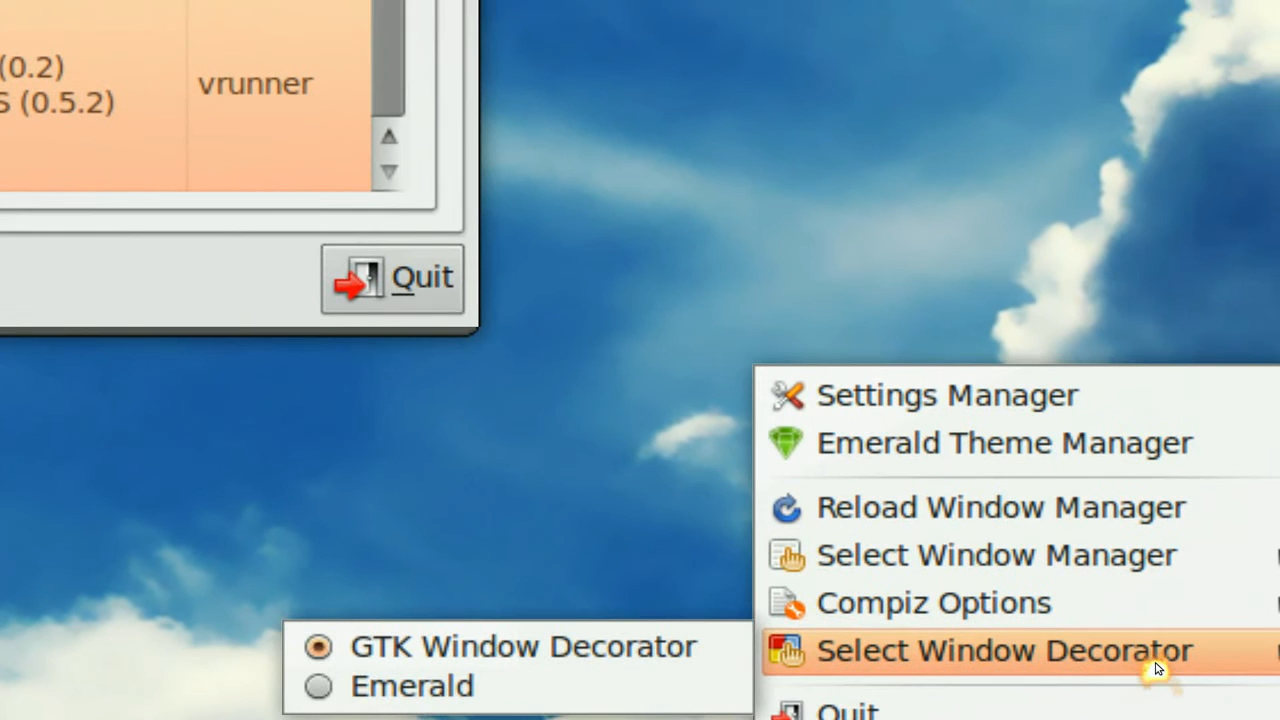 (0.2)
S (0.5.2)
vrunner
Quit
Settings Manager
Emerald Theme Manager
Reload Window Manager
Select Window Manager
Compiz Options
Select Window Decorator
GTK Window Decorator
Emerald
Quit